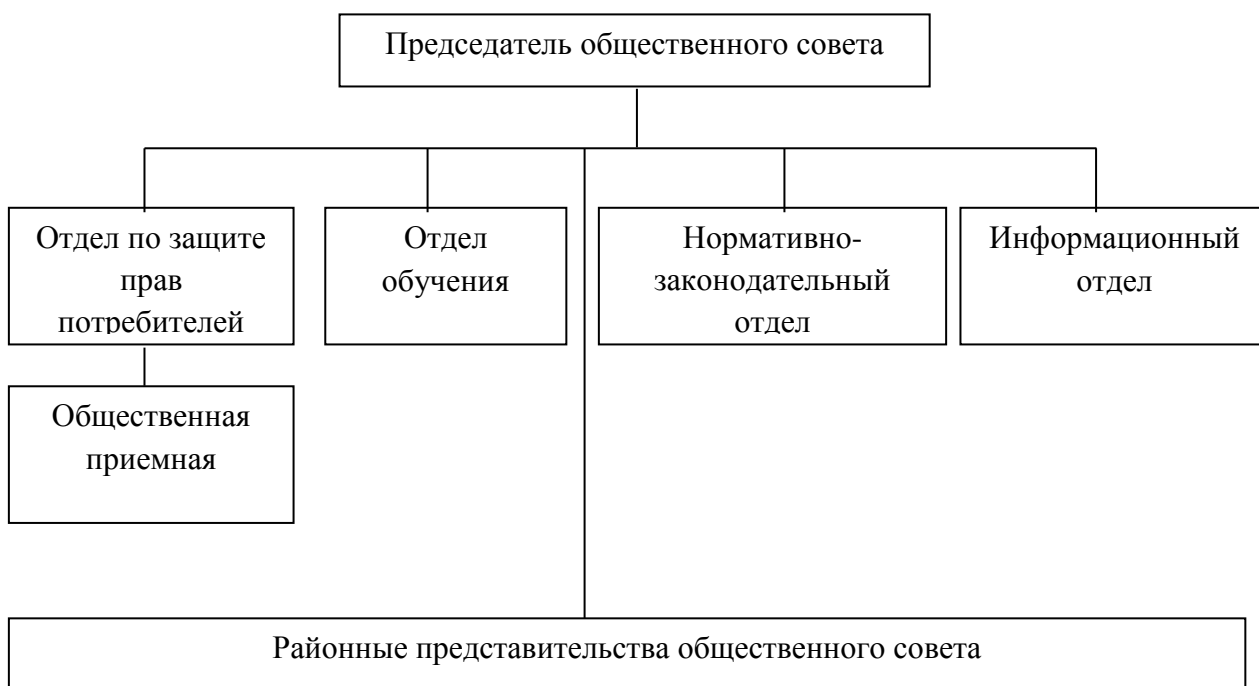 Председатель общественного совета
Отдел по защите
прав
потребителей
Отдел
обучения
Нормативно-
законодательный
отдел
Информационный
отдел
Общественная
приемная
Районные представительства общественного совета